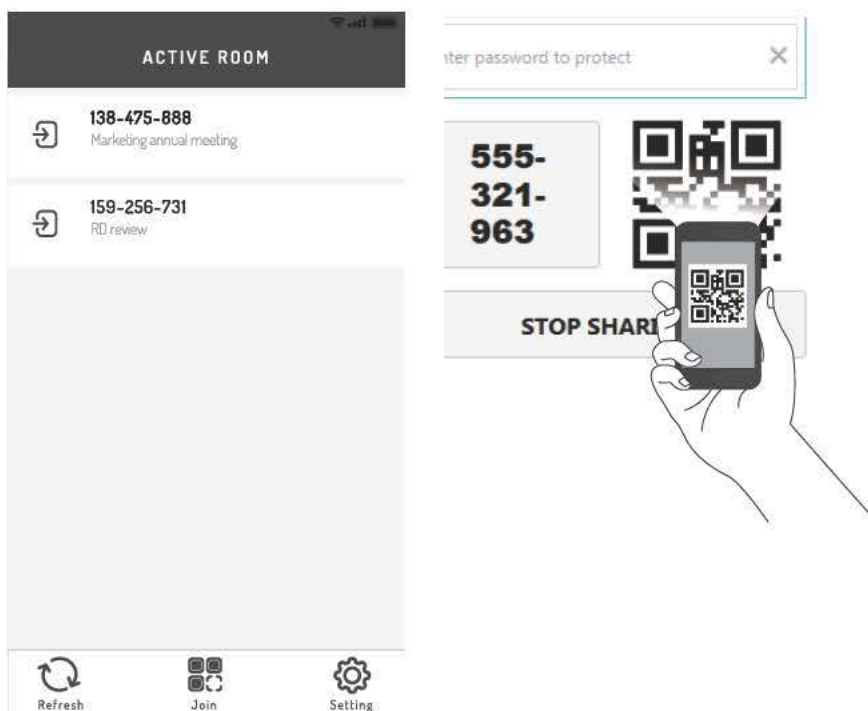 ACTIVE ROOM
138-475-888
Marketing annual meeting
159-256-731
RD review
Refresh
Join
Setting
nter password to protect
555-
321-
963
STOP SHARI